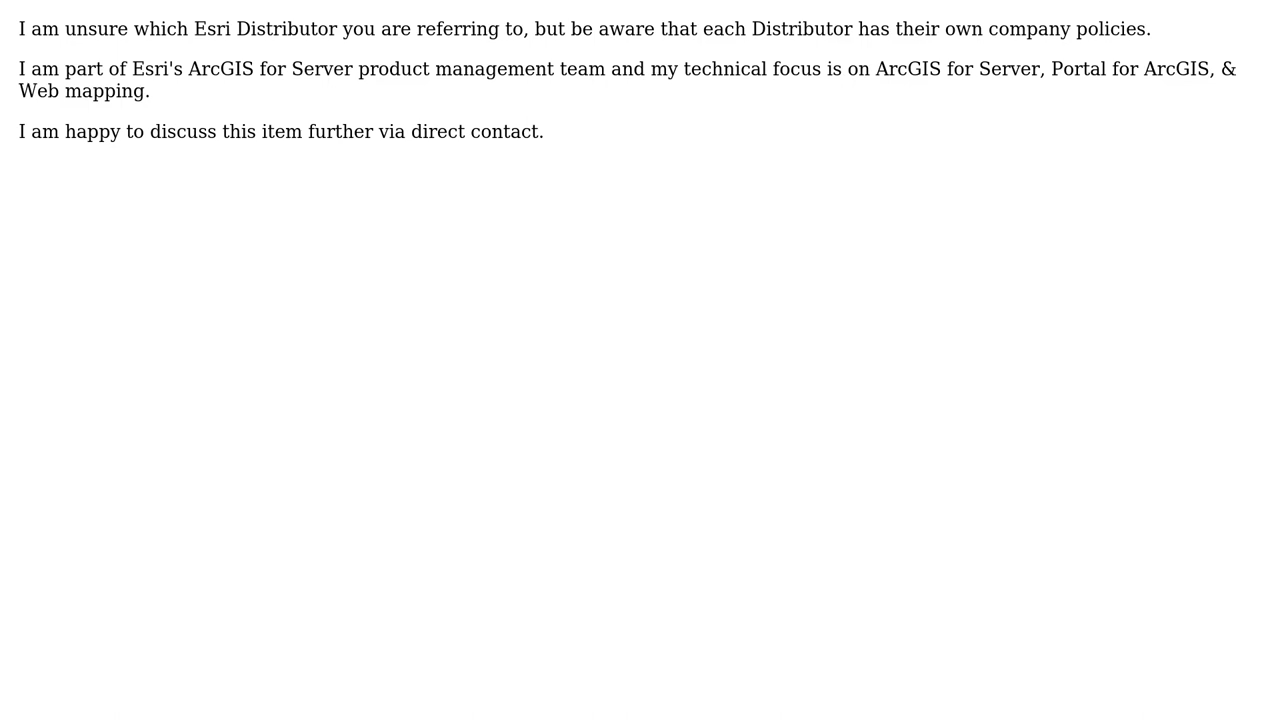 I am unsure which Esri Distributor you are referring to, but be aware that each Distributor has their own company policies.
I am part of Esri's ArcGIS for Server product management team and my technical focus is on ArcGIS for Server, Portal for ArcGIS, &
Web mapping.
I am happy to discuss this item further via direct contact.